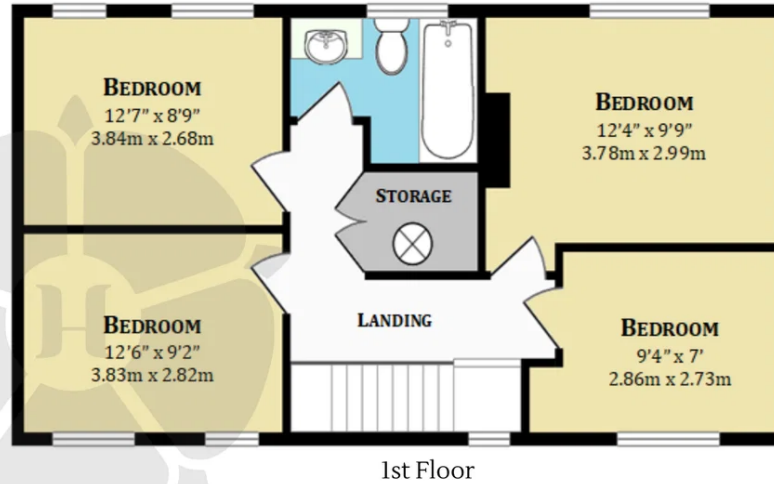 BEDROOM
12'7" x 8'9"
3.84m x 2.68m
BEDROOM
12'4" x 9'9"
3.78m x 2.99m
STORAGE
LANDING
BEDROOM
12'6" x 9'2"
3.83m x 2.82m
BEDROOM
9'4" x 7'
2.86m x 2.73m
H
1st Floor